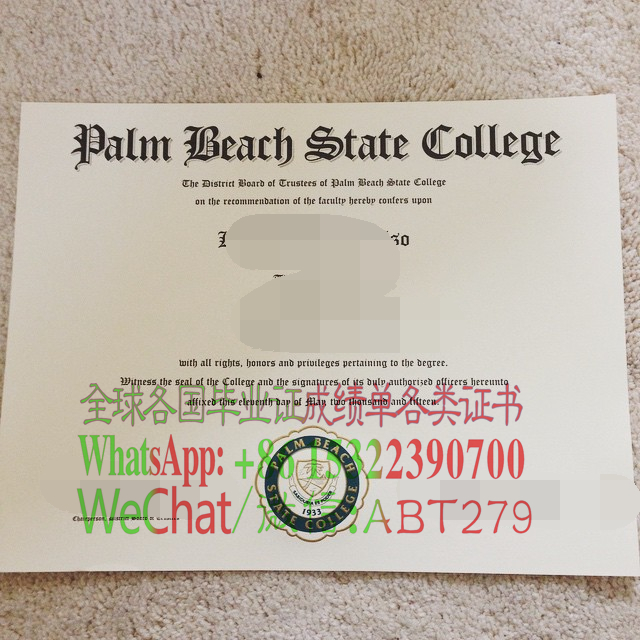 Palm Beach State College
The District Board of Trustees of Palm Beach State College
on the recommendation of the faculty hereby confers upon
with all rights, honors and privileges pertaining to the degree.
Witness the seal of the College and the signatures of its duly authorized officers hereunto
affixed this eleventh day of May, two thousand and fifteen
全球各国毕业证成绩单各类证书
WhatsApp: +86 15322390700
WeChat/ ABT279
PALM BEACH
STATE COLLEGE
1933
Chairperson,